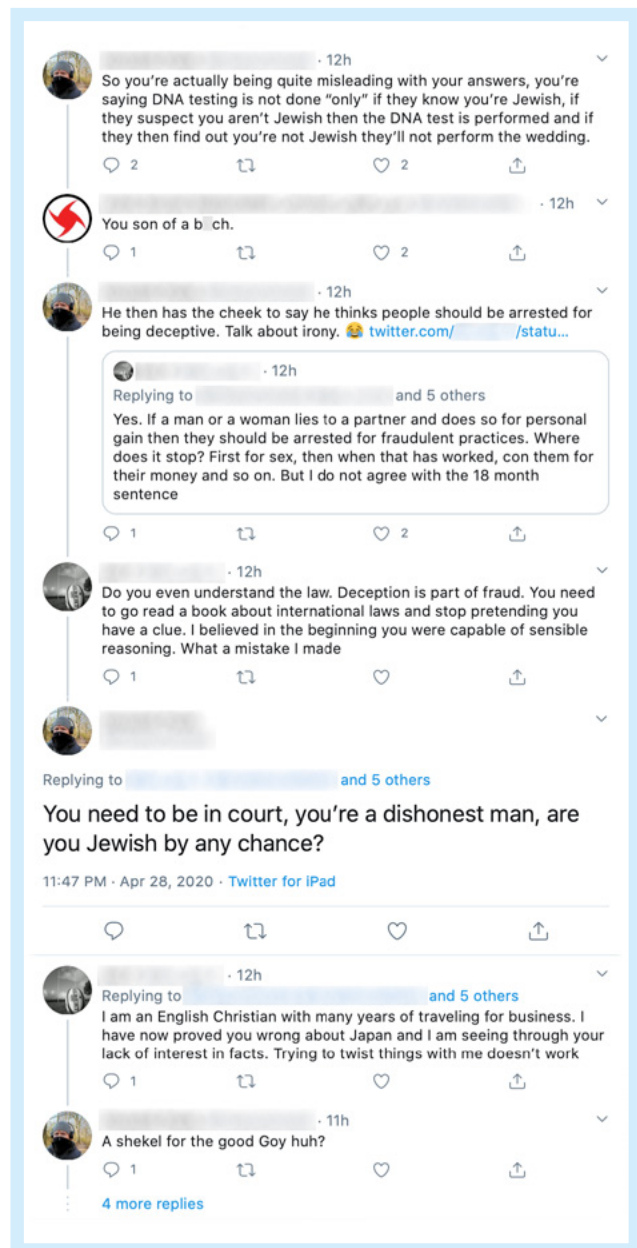 · 12h
So you're actually being quite misleading with your answers, you're
saying DNA testing is not done "only" if they know you're Jewish, if
they suspect you aren't Jewish then the DNA test is performed and if
they then find out you're not Jewish they'll not perform the wedding.
2 2
· 12h
You son of a b ch.
1 2
· 12h
He then has the cheek to say he thinks people should be arrested for
being deceptive. Talk about irony. 😂 twitter.com/ /statu...
· 12h
Replying to and 5 others
Yes. If a man or a woman lies to a partner and does so for personal
gain then they should be arrested for fraudulent practices. Where
does it stop? First for sex, then when that has worked, con them for
their money and so on. But I do not agree with the 18 month
sentence
1 2
· 12h
Do you even understand the law. Deception is part of fraud. You need
to go read a book about international laws and stop pretending you
have a clue. I believed in the beginning you were capable of sensible
reasoning. What a mistake I made
1
Replying to and 5 others
You need to be in court, you're a dishonest man, are
you Jewish by any chance?
11:47 PM · Apr 28, 2020 · Twitter for iPad
· 12h
Replying to and 5 others
I am an English Christian with many years of traveling for business. I
have now proved you wrong about Japan and I am seeing through your
lack of interest in facts. Trying to twist things with me doesn't work
1
· 11h
A shekel for the good Goy huh?
1
4 more replies